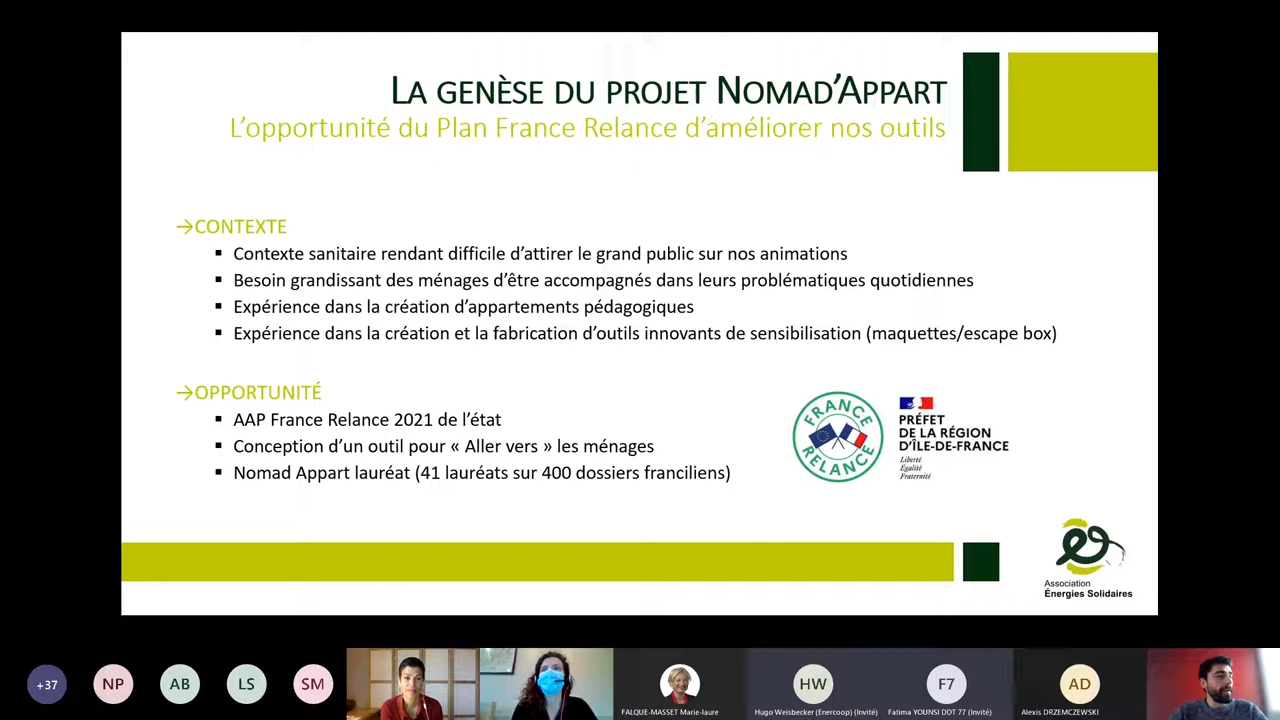 LA GENÈSE DU PROJET NOMAD'APPART
L'opportunité du Plan France Relance d'améliorer nos outils
→CONTEXTE
▪ Contexte sanitaire rendant difficile d'attirer le grand public sur nos animations
▪ Besoin grandissant des ménages d'être accompagnés dans leurs problématiques quotidiennes
▪ Expérience dans la création d'appartements pédagogiques
▪ Expérience dans la création et la fabrication d'outils innovants de sensibilisation (maquettes/escape box)
→OPPORTUNITÉ
▪ AAP France Relance 2021 de l'état
▪ Conception d'un outil pour « Aller vers » les ménages
▪ Nomad Appart lauréat (41 lauréats sur 400 dossiers franciliens)
FRANCE
RELANCE
PRÉFET
DE LA RÉGION
D'ÎLE-DE-FRANCE
Liberté
Égalité
Fraternité
Association
Énergies Solidaires
+37
NP
AB
LS
SM
HW
F7
AD
FALQUE-MASSET Marie-laure
Hugo Weisbecker (Enercoop) (Invité)
Fatima YOUNSI DDT 77 (Invité)
Alexis DRZEMCZEWSKI